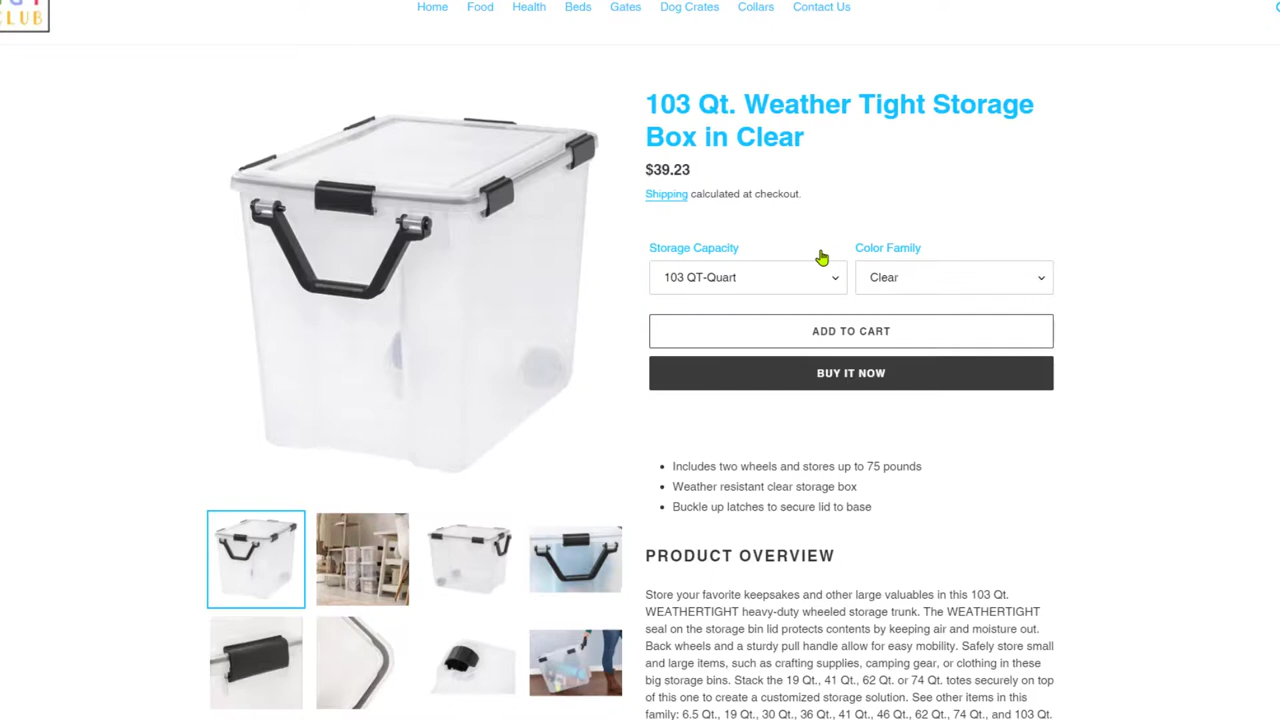 CLUB
Home Food Health Beds Gates Dog Crates Collars Contact Us
103 Qt. Weather Tight Storage
Box in Clear
$39.23
Shipping calculated at checkout.
Storage Capacity Color Family
103 QT-Quart Clear
ADD TO CART
BUY IT NOW
• Includes two wheels and stores up to 75 pounds
• Weather resistant clear storage box
• Buckle up latches to secure lid to base
PRODUCT OVERVIEW
Store your favorite keepsakes and other large valuables in this 103 Qt.
WEATHERTIGHT heavy-duty wheeled storage trunk. The WEATHERTIGHT
seal on the storage bin lid protects contents by keeping air and moisture out.
Back wheels and a sturdy pull handle allow for easy mobility. Safely store small
and large items, such as crafting supplies, camping gear, or clothing in these
big storage bins. Stack the 19 Qt., 41 Qt., 62 Qt. or 74 Qt. totes securely on top
of this one to create a customized storage solution. See other items in this
family: 6.5 Qt., 19 Qt., 30 Qt., 36 Qt., 41 Qt., 46 Qt., 62 Qt., 74 Qt., and 103 Qt.